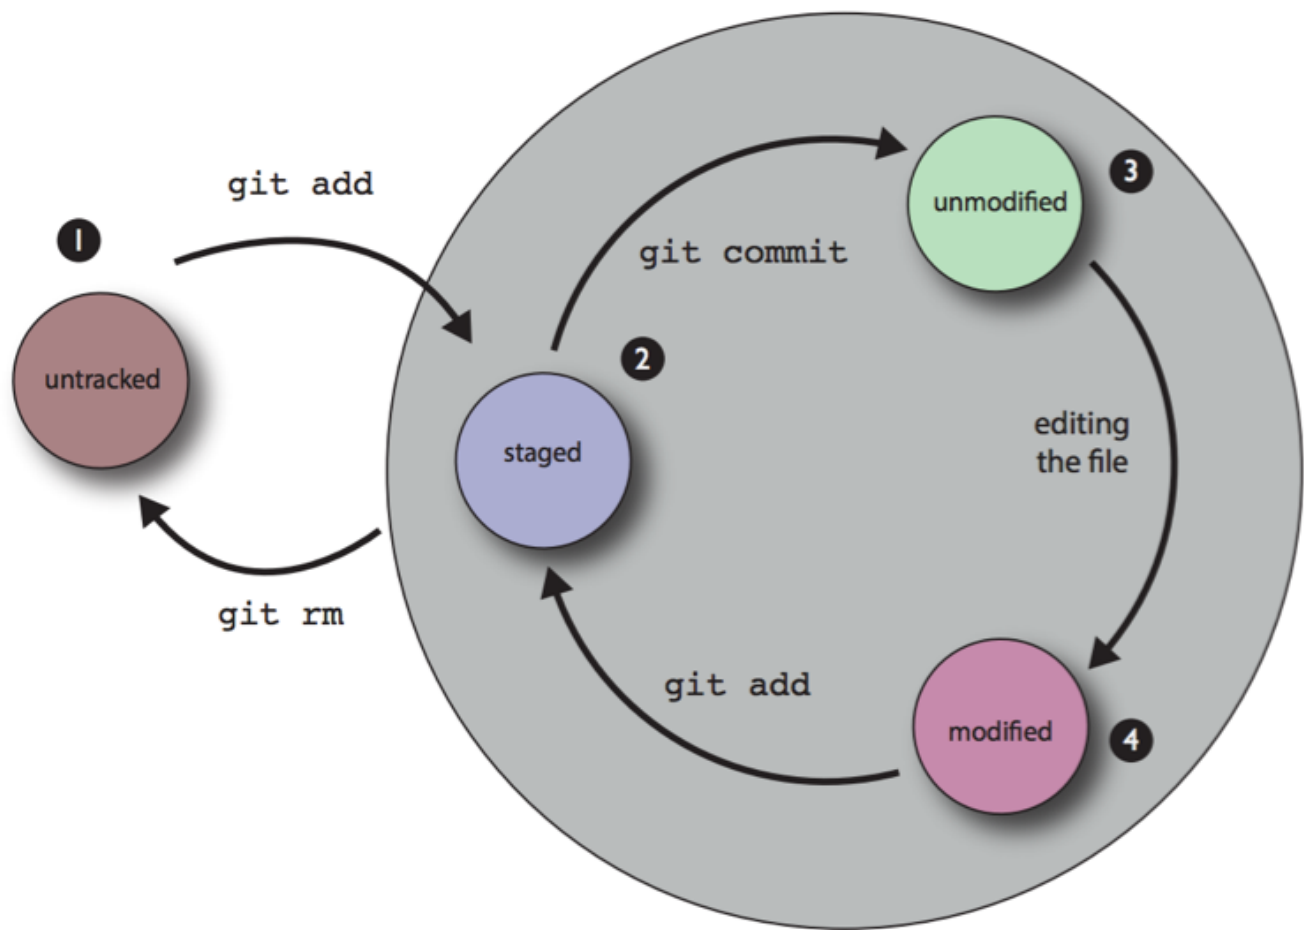 git add
1
untracked
git rm
git commit
2
staged
unmodified
3
editing
the file
git add
modified
4